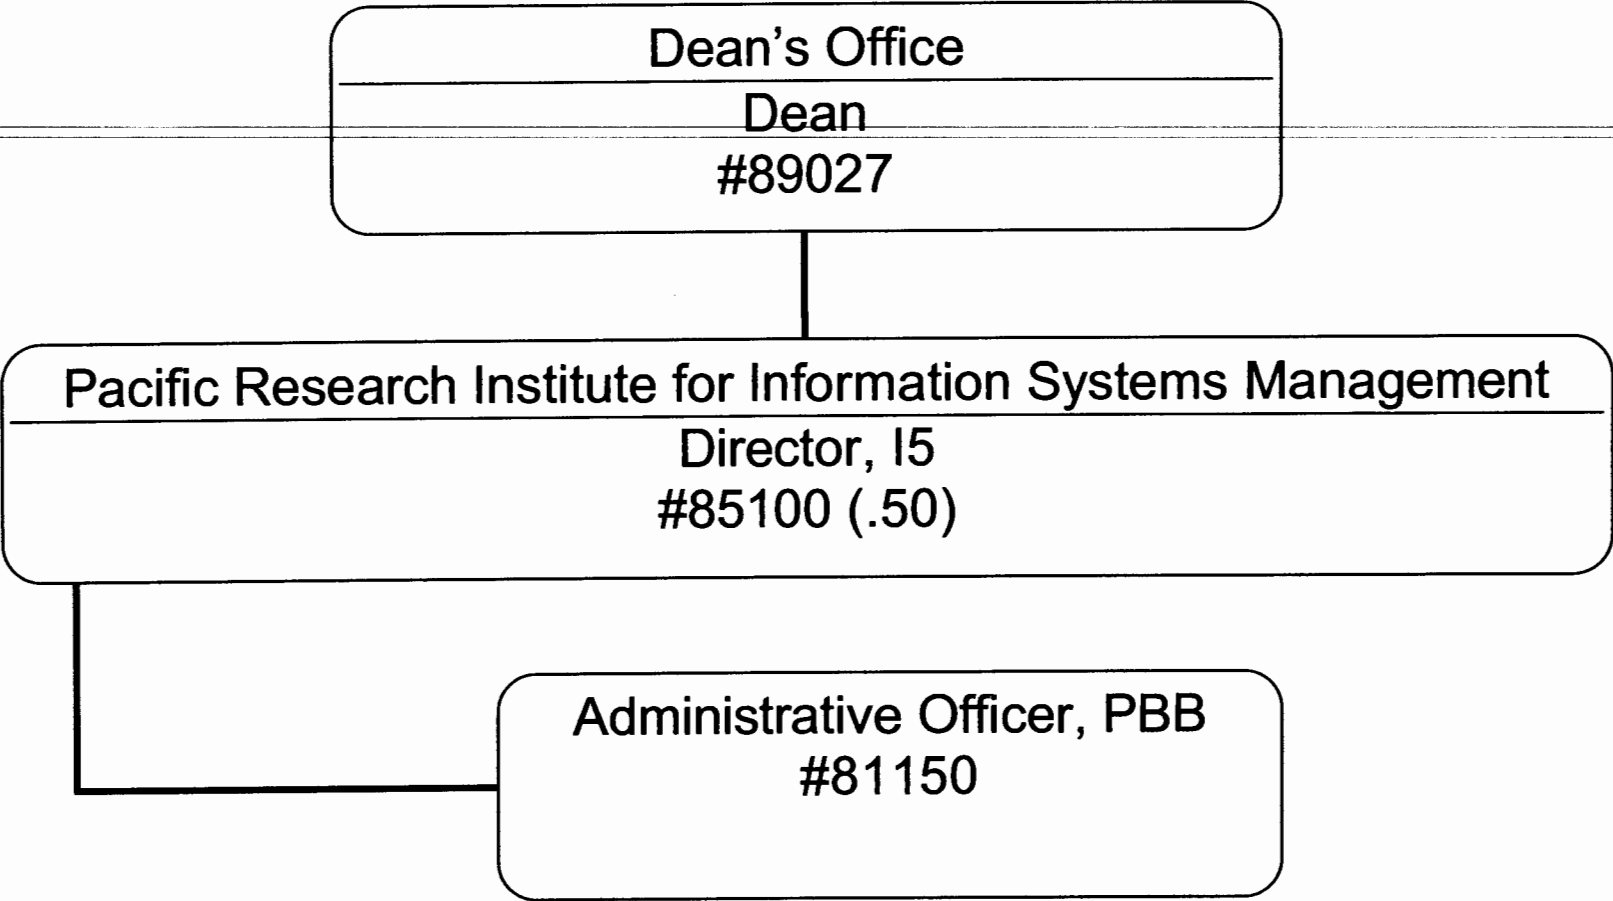 Dean's Office
Dean
#89027
Pacific Research Institute for Information Systems Management
Director, I5
#85100 (.50)
Administrative Officer, PBB
#81150